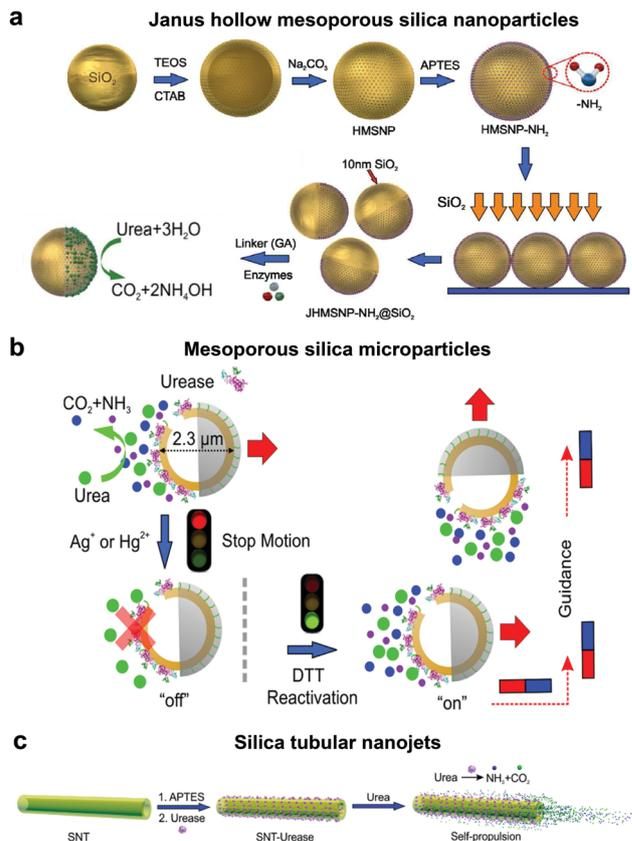 a
Janus hollow mesoporous silica nanoparticles
SiO₂
TEOS
CTAB
Na₂CO₃
HMSNP
APTES
HMSNP-NH₂
-NH₂
SiO₂
10nm SiO₂
JHMSNP-NH₂@SiO₂
Linker (GA)
Enzymes
Urea+3H₂O
CO₂+2NH₄OH
b
Mesoporous silica microparticles
Urease
CO₂+NH₃
Urea
2.3 µm
Ag⁺ or Hg²⁺
Stop Motion
"off"
DTT
Reactivation
"on"
Guidance
c
Silica tubular nanojets
SNT
1. APTES
2. Urease
SNT-Urease
Urea
Urea
NH₃+CO₂
Self-propulsion